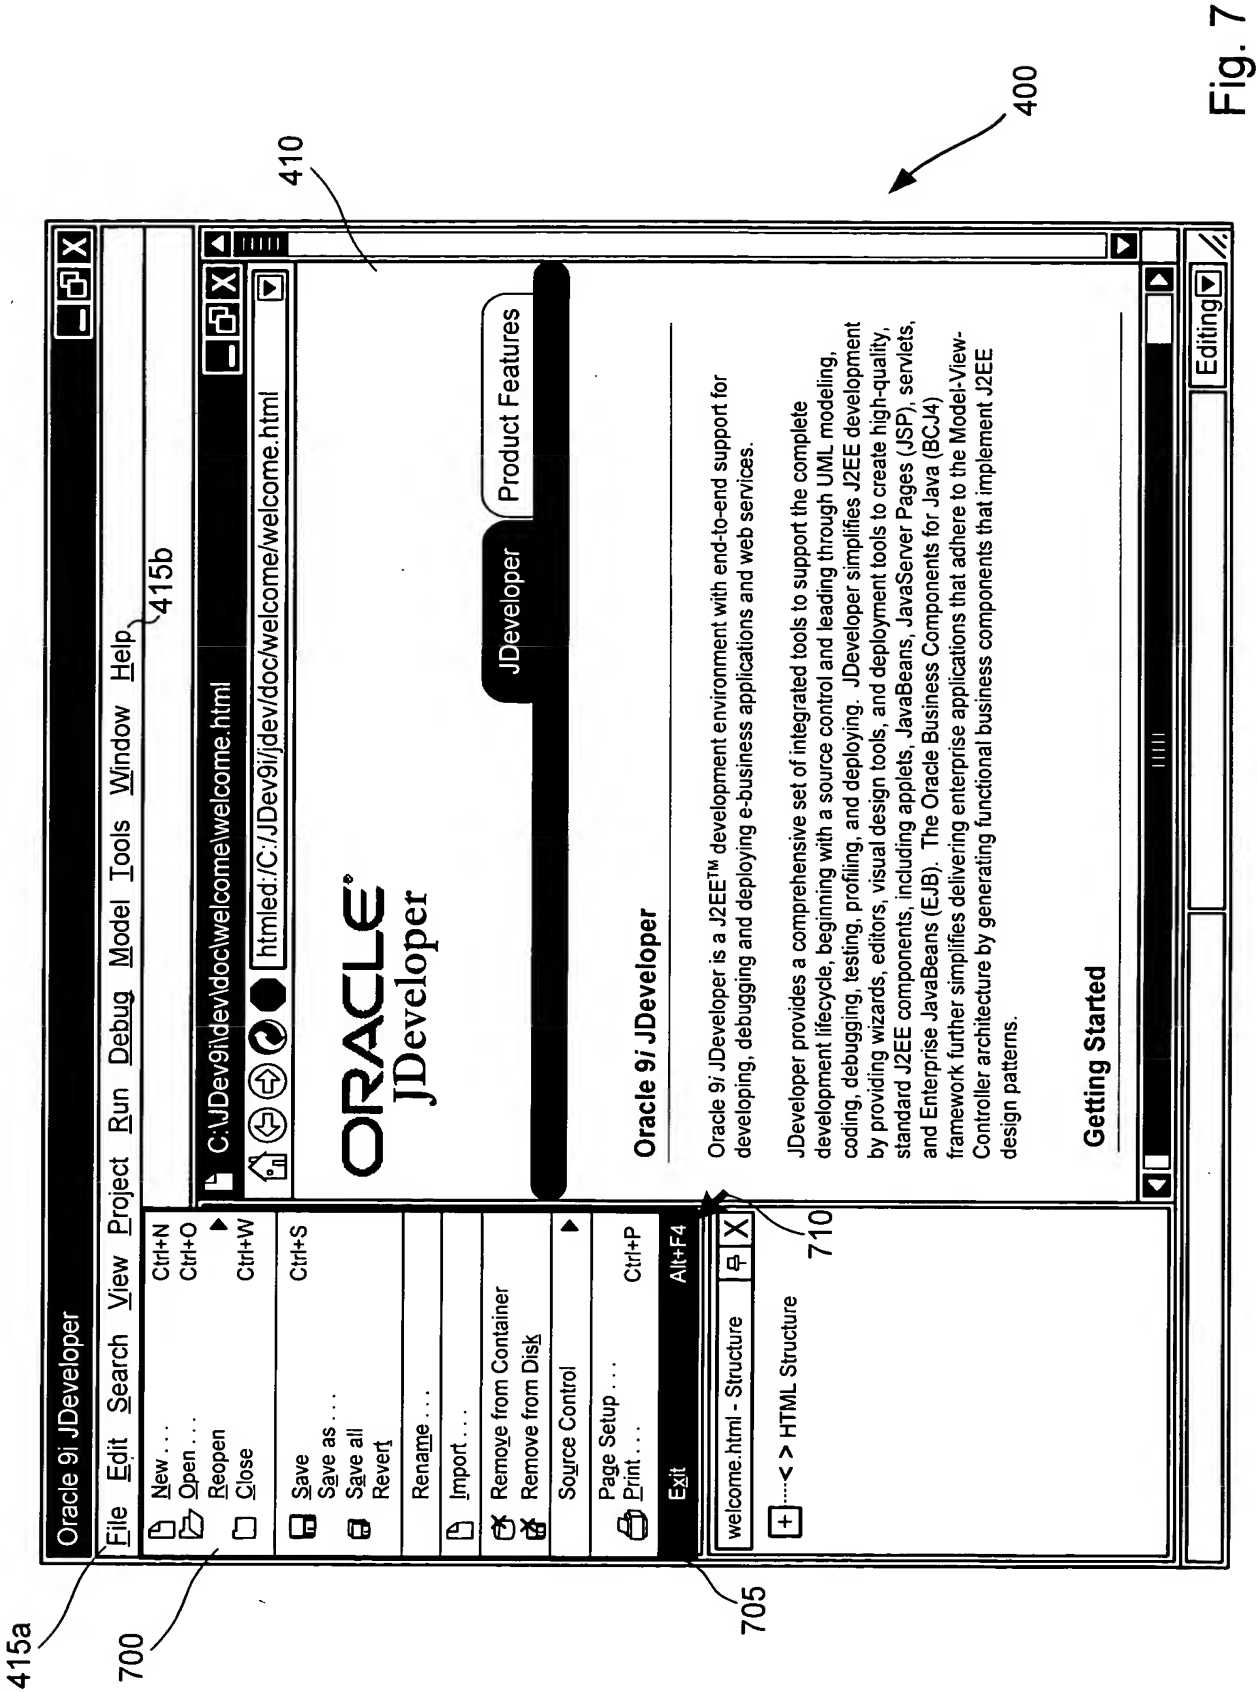 Fig. 7
400
410
415a
415b
700
705
710
Oracle 9i JDeveloper
File Edit Search View Project Run Debug Model Tools Window Help
New . . . Ctrl+N
Open . . . Ctrl+O
Reopen
Close Ctrl+W
Save Ctrl+S
Save as . . .
Save all
Revert
Rename . . .
Import . . .
Remove from Container
Remove from Disk
Source Control
Page Setup . . .
Print . . . Ctrl+P
Exit Alt+F4
welcome.html - Structure
< > HTML Structure
C:\JDev9i\jdev\doc\welcome\welcome.html
htmled:/C:/JDev9i/jdev/doc/welcome/welcome.html
ORACLE®
JDeveloper
JDeveloper
Product Features
Oracle 9i JDeveloper
Oracle 9i JDeveloper is a J2EE™ development environment with end-to-end support for
developing, debugging and deploying e-business applications and web services.
JDeveloper provides a comprehensive set of integrated tools to support the complete
development lifecycle, beginning with a source control and leading through UML modeling,
coding, debugging, testing, profiling, and deploying. JDeveloper simplifies J2EE development
by providing wizards, editors, visual design tools, and deployment tools to create high-quality,
standard J2EE components, including applets, JavaBeans, JavaServer Pages (JSP), servlets,
and Enterprise JavaBeans (EJB). The Oracle Business Components for Java (BCJ4)
framework further simplifies delivering enterprise applications that adhere to the Model-View-
Controller architecture by generating functional business components that implement J2EE
design patterns.
Getting Started
Editing